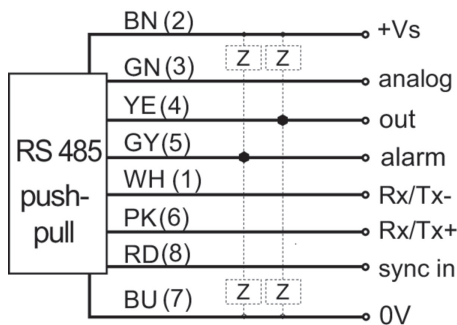 BN (2) +Vs
Z Z
GN (3) analog
YE (4) out
RS 485
push-
pull
GY (5) alarm
WH (1) Rx/Tx-
PK (6) Rx/Tx+
RD(8) sync in
Z Z
BU (7) 0V